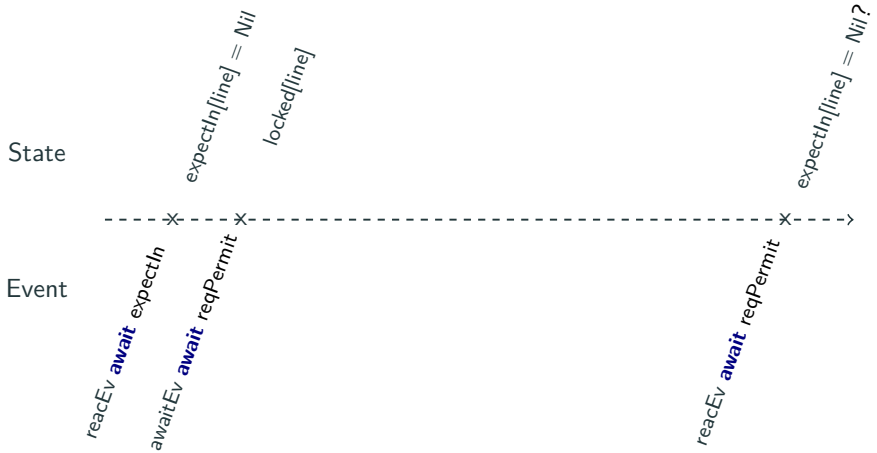 expectIn[line] = Nil
locked[line]
expectIn[line] = Nil?
State
Event
reacEv await expectIn
awaitEv await reqPermit
reacEv await reqPermit